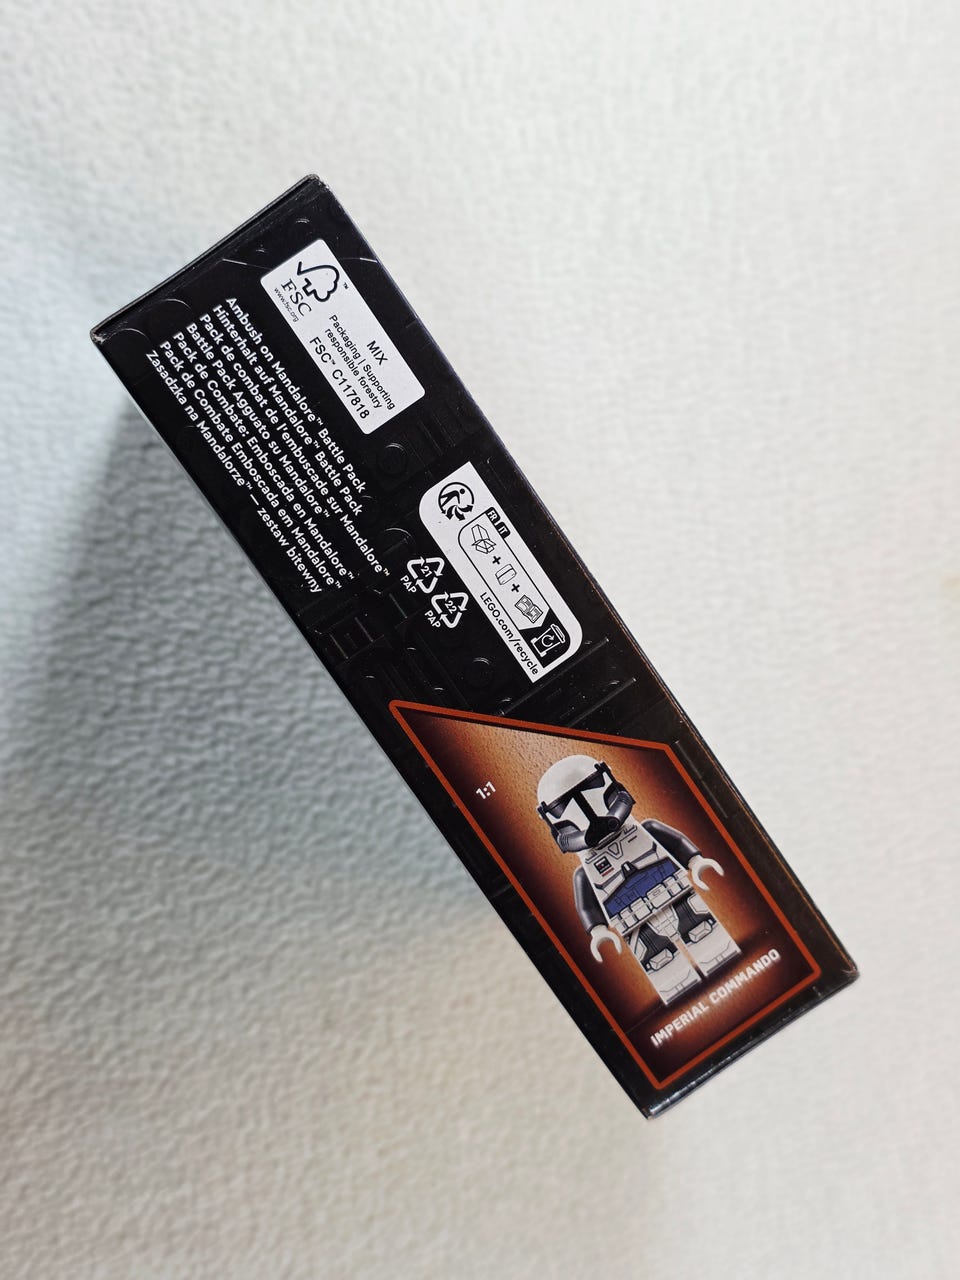 FSC™
www.fsc.org
MIX
Packaging | Supporting
responsible forestry
FSC™ C117818
Ambush on Mandalore™ Battle Pack
Hinterhalt auf Mandalore™ Battle Pack
Pack de combat de l'embuscade sur Mandalore™
Battle Pack Agguato su Mandalore™
Pack de Combate: Emboscada en Mandalore™
Pack de Combate Emboscada em Mandalore™
Zasadzka na Mandalorze™ — zestaw bitewny
FR IT
+ +
LEGO.com/recycle
21
PAP
22
PAP
1:1
IMPERIAL COMMANDO